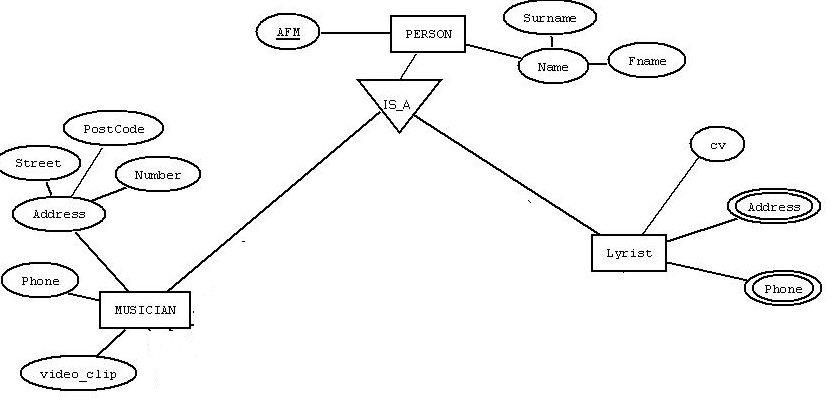 Surname
AFM
PERSON
Name
Fname
IS_A
PostCode
Street
Number
Address
cv
Address
Lyrist
Phone
Phone
MUSICIAN
video_clip